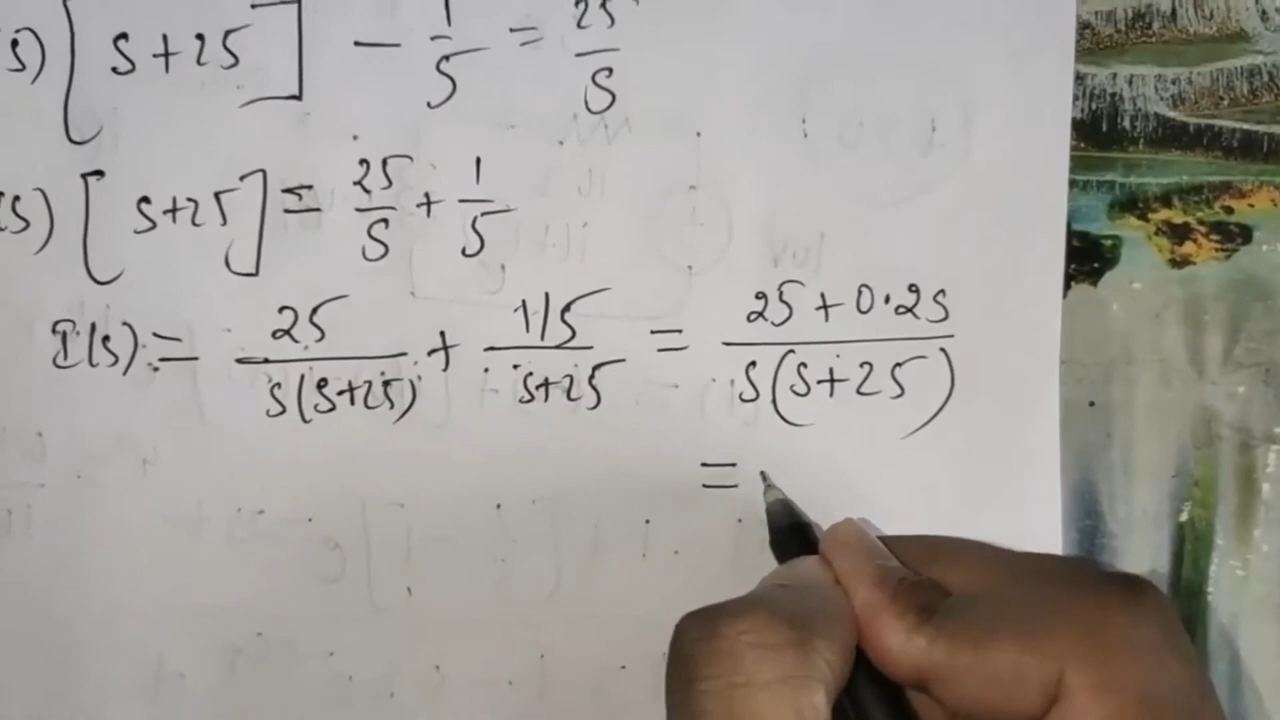 s) [ s+25 ] - 1/5 = 25/s
(s) [ s+25 ] = 25/s + 1/5
I(s) = 25/s(s+25) + 1/5/s+25 = 25+0.2s/s(s+25)
=